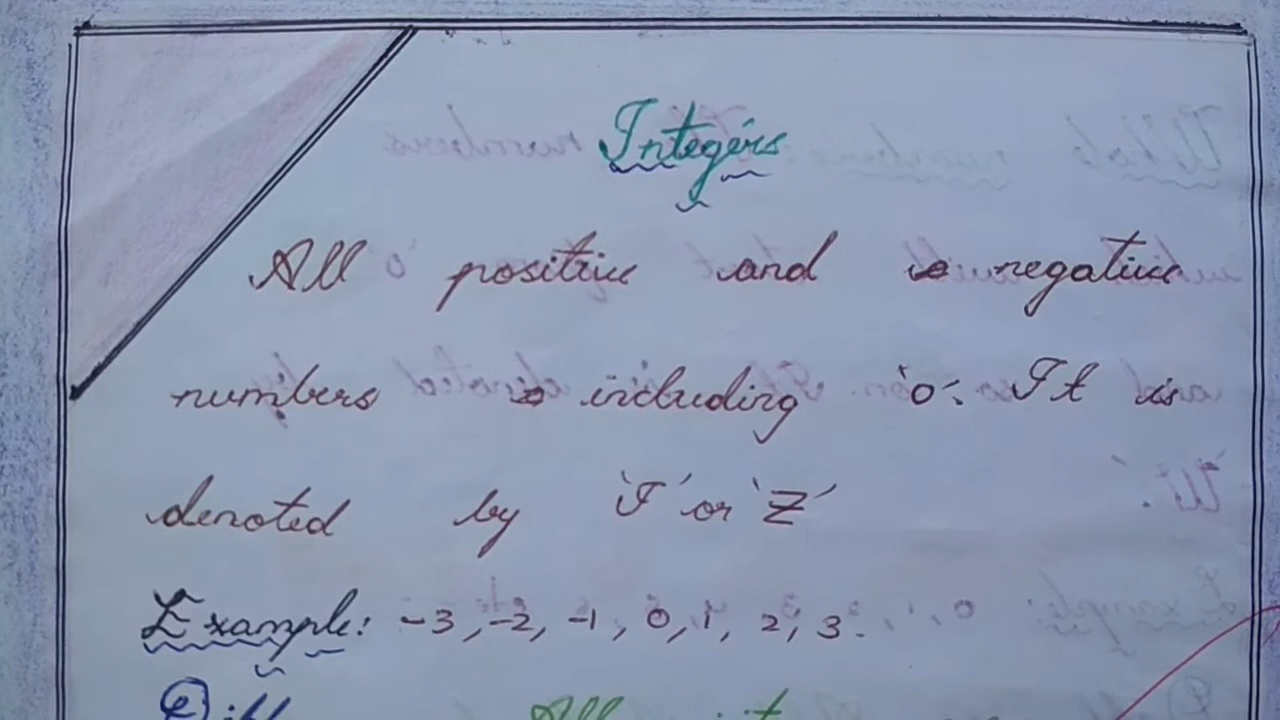 Integers
All positive and negative
numbers including 'o'. It is
denoted by 'I' or 'Z'
Example: -3, -2, -1, 0, 1, 2, 3.
All